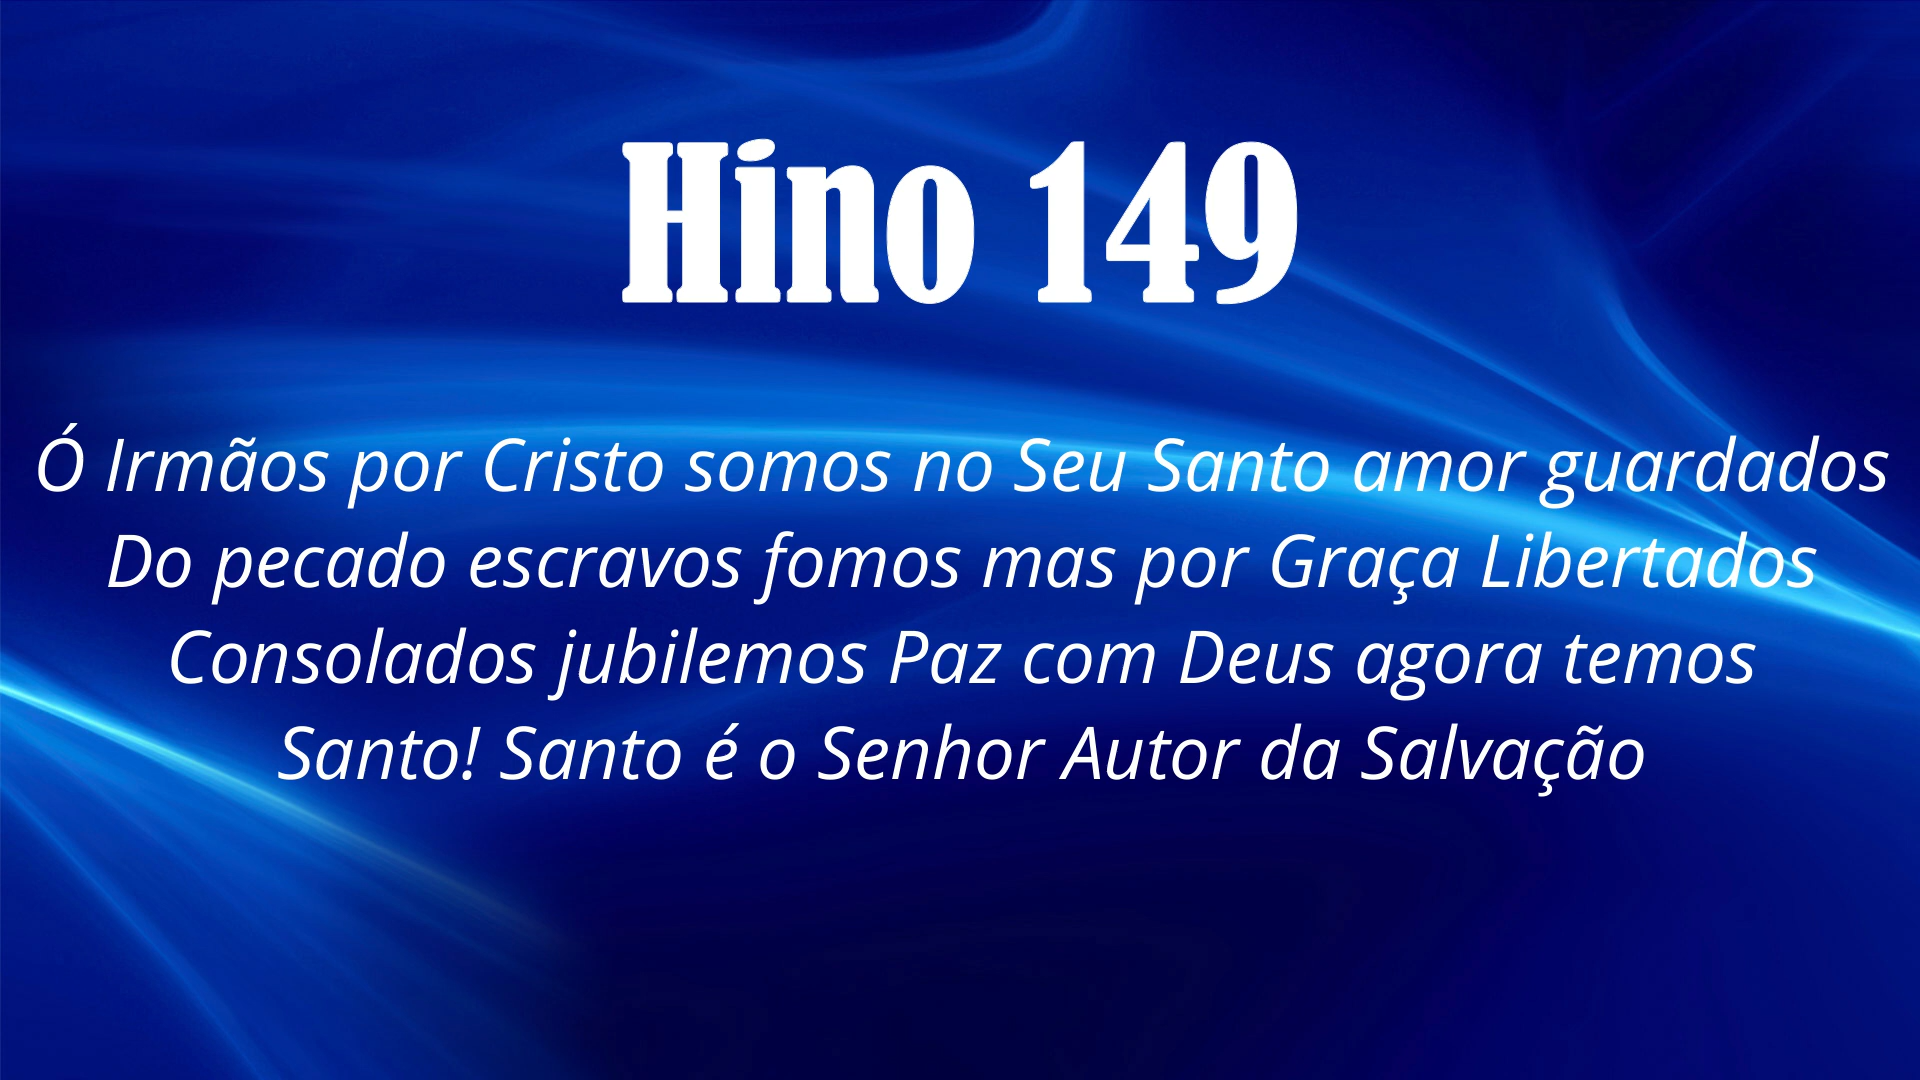 Hino 149
Ó Irmãos por Cristo somos no Seu Santo amor guardados
Do pecado escravos fomos mas por Graça Libertados
Consolados jubilemos Paz com Deus agora temos
Santo! Santo é o Senhor Autor da Salvação